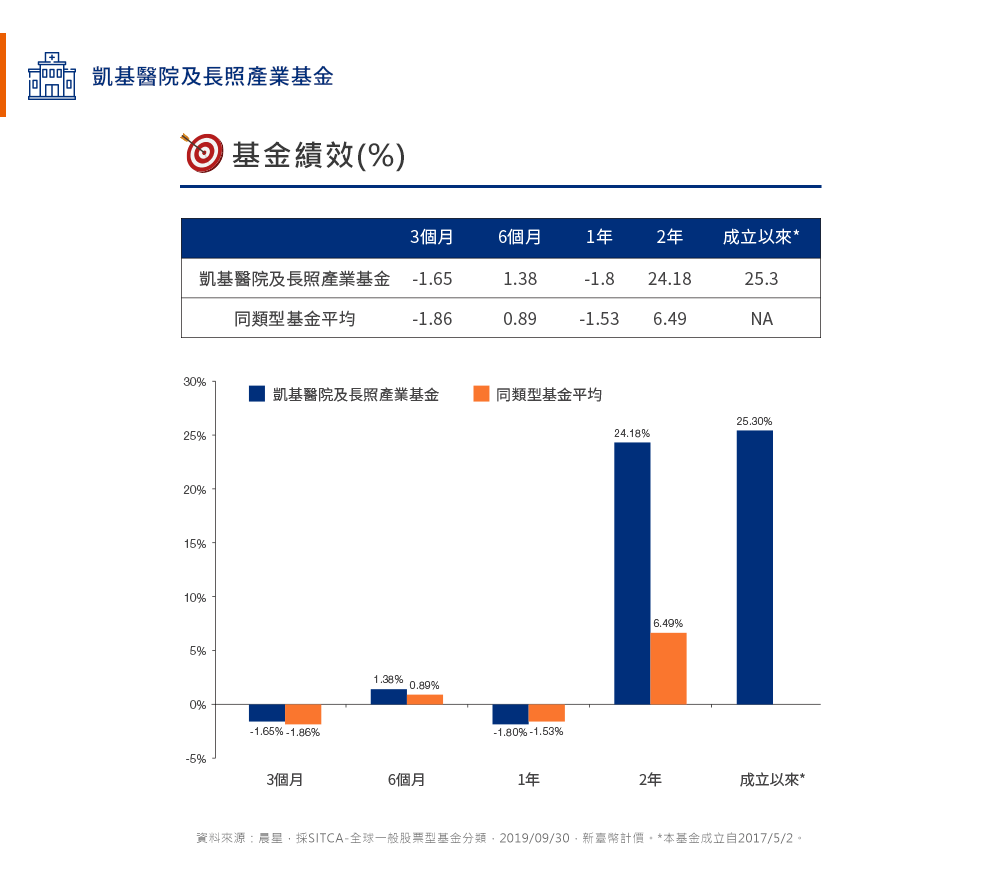 凱基醫院及長照產業基金
基金績效(%)
3個月 6個月 1年 2年 成立以來*
凱基醫院及長照產業基金 -1.65 1.38 -1.8 24.18 25.3
同類型基金平均 -1.86 0.89 -1.53 6.49 NA
30%
凱基醫院及長照產業基金 同類型基金平均
25.30%
24.18%
25%
20%
15%
10%
6.49%
5%
1.38% 0.89%
0%
-1.65% -1.86% -1.80% -1.53%
-5%
3個月 6個月 1年 2年 成立以來*
資料來源：晨星，採SITCA-全球一般股票型基金分類，2019/09/30，新臺幣計價。*本基金成立自2017/5/2。